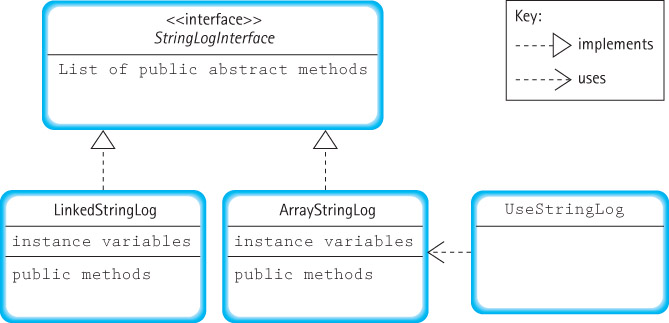 <<interface>>
StringLogInterface
List of public abstract methods
Key:
implements
uses
LinkedStringLog
instance variables
public methods
ArrayStringLog
instance variables
public methods
UseStringLog